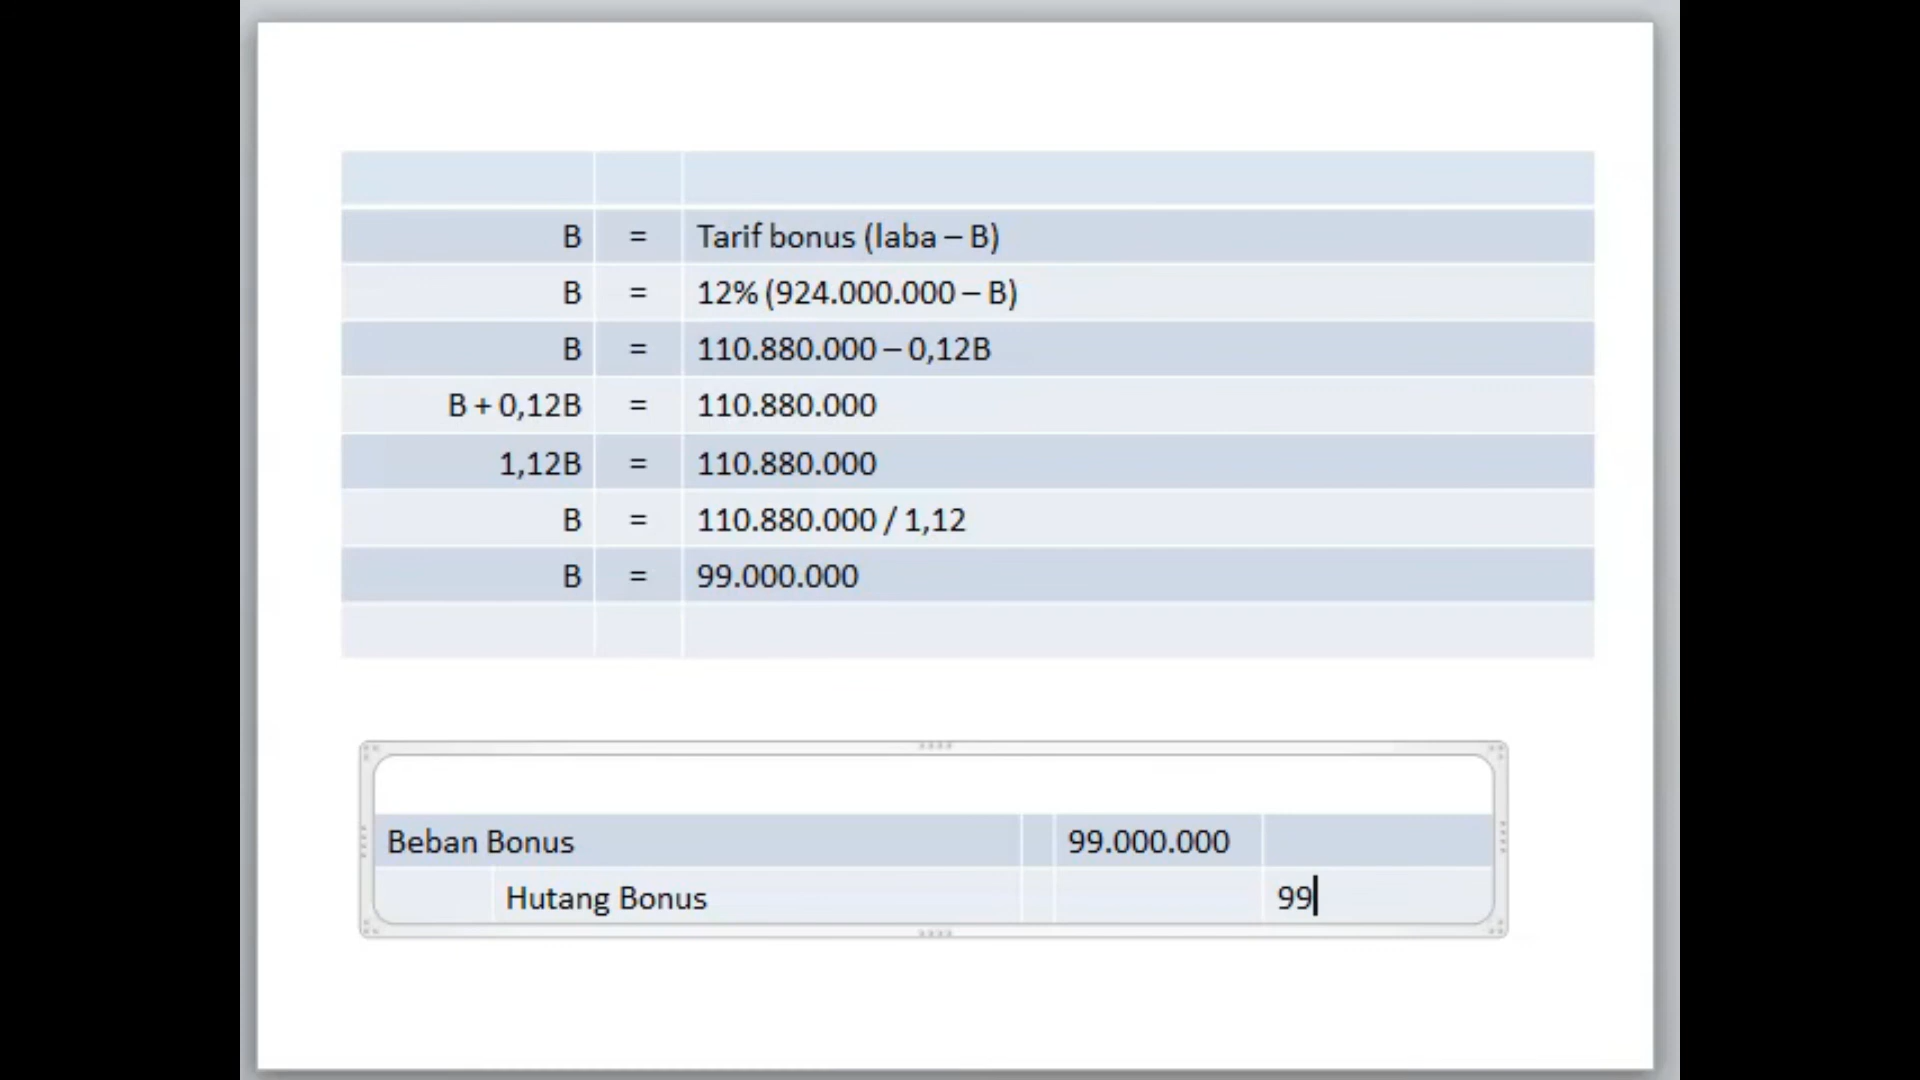 B = Tarif bonus (laba – B)
B = 12% (924.000.000 – B)
B = 110.880.000 – 0,12B
B + 0,12B = 110.880.000
1,12B = 110.880.000
B = 110.880.000 / 1,12
B = 99.000.000
Beban Bonus 99.000.000
Hutang Bonus 99